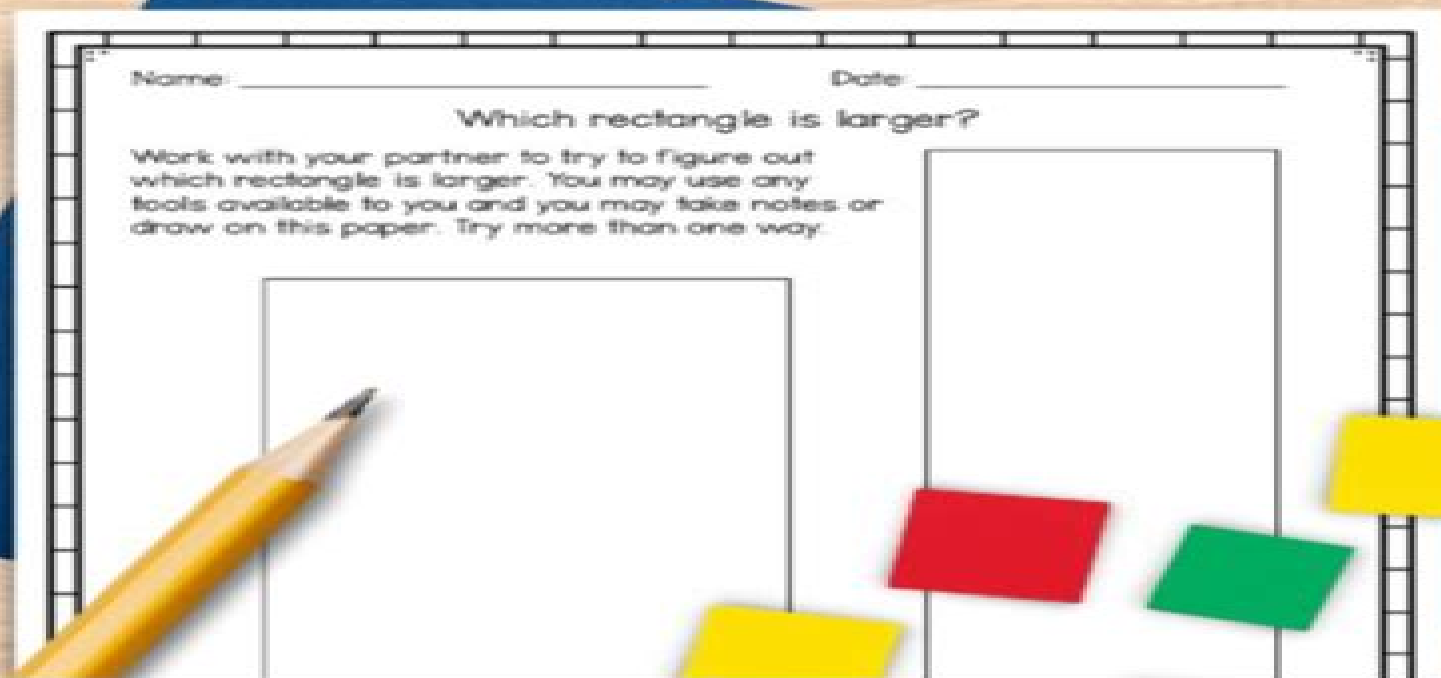 Name: Date:
Which rectangle is larger?
Work with your partner to try to figure out
which rectangle is larger. You may use any
tools available to you and you may take notes or
draw on this paper. Try more than one way.